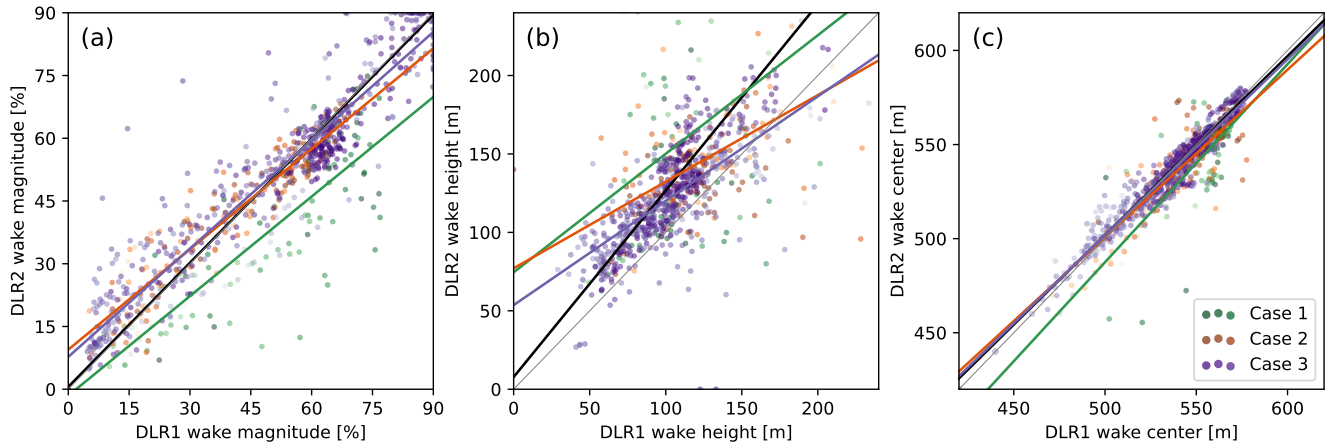 (a)
90
75
60
45
30
15
0
DLR2 wake magnitude [%]
0 15 30 45 60 75 90
DLR1 wake magnitude [%]
(b)
200
150
100
50
0
DLR2 wake height [m]
0 50 100 150 200
DLR1 wake height [m]
(c)
600
550
500
450
DLR2 wake center [m]
Case 1
Case 2
Case 3
450 500 550 600
DLR1 wake center [m]